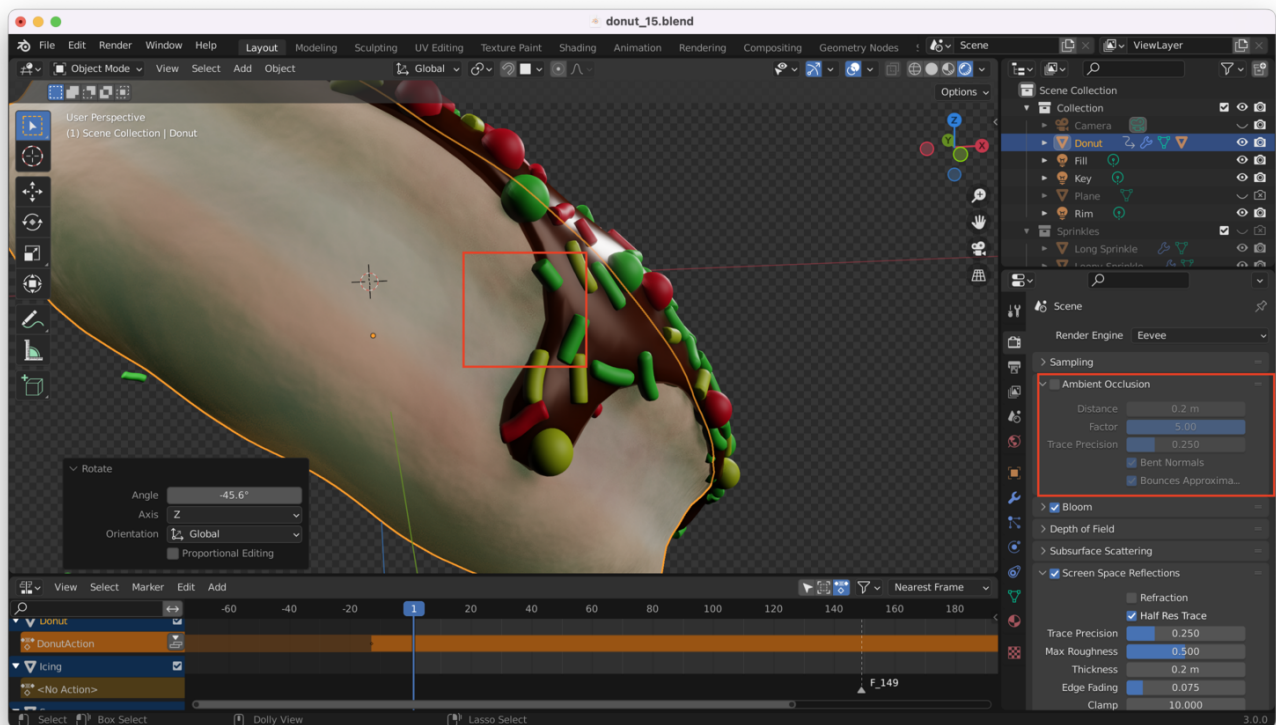 donut_15.blend
File Edit Render Window Help Layout Modeling Sculpting UV Editing Texture Paint Shading Animation Rendering Compositing Geometry Nodes Scene ViewLayer
Object Mode View Select Add Object Global
Options
User Perspective
(1) Scene Collection | Donut
Z
Y
X
Scene Collection
Collection
Camera
Donut
Fill
Key
Plane
Rim
Sprinkles
Long Sprinkle
Scene
Render Engine Eevee
Sampling
Ambient Occlusion
Distance 0.2 m
Factor 5.00
Trace Precision 0.250
Bent Normals
Bounces Approxima...
Bloom
Depth of Field
Subsurface Scattering
Screen Space Reflections
Refraction
Half Res Trace
Trace Precision 0.250
Max Roughness 0.500
Thickness 0.2 m
Edge Fading 0.075
Clamp 10.000
Rotate
Angle -45.6°
Axis Z
Orientation Global
Proportional Editing
View Select Marker Edit Add Nearest Frame
-60 -40 -20 1 20 40 60 80 100 120 140 160 180
Donut
DonutAction
Icing
<No Action>
F_149
Select Box Select Dolly View Lasso Select 3.0.0